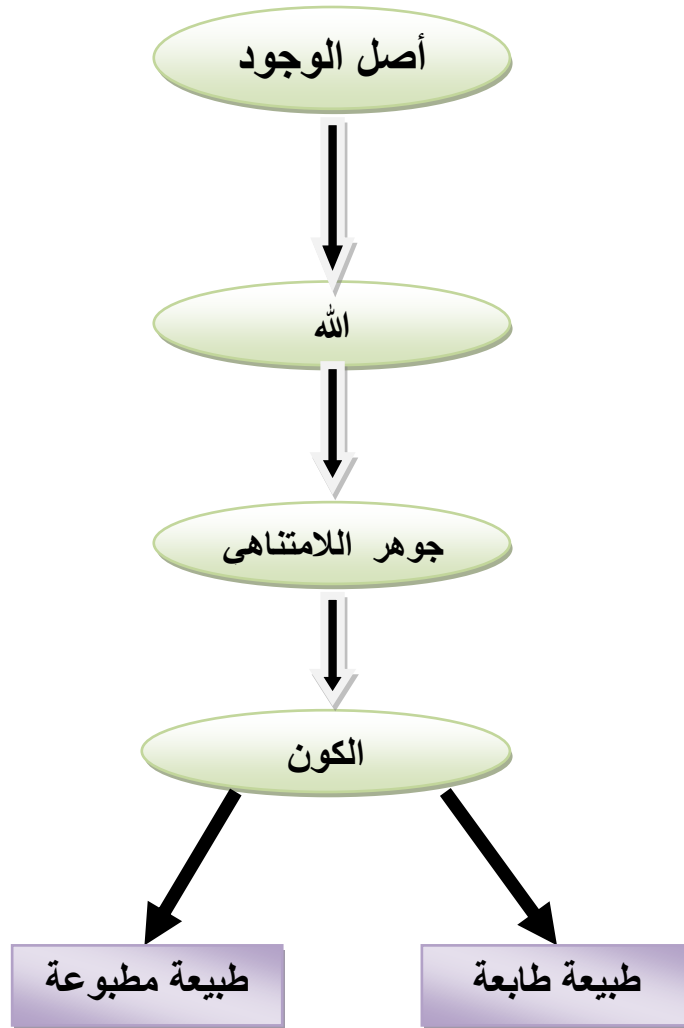 أصل الوجود
الله
جوهر اللامتناهى
الكون
طبيعة طابعة
طبيعة مطبوعة